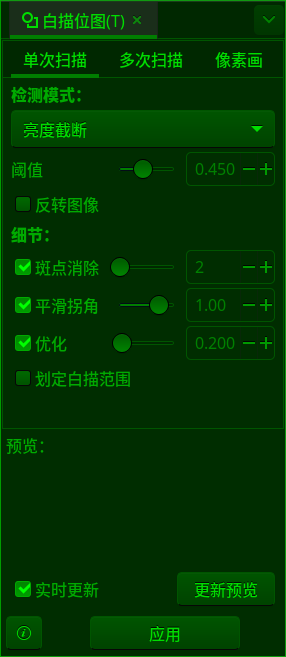 白描位图(T) ×
单次扫描 多次扫描 像素画
检测模式：
亮度截断
阈值 0.450 − +
反转图像
细节：
斑点消除 2 − +
平滑拐角 1.00 − +
优化 0.200 − +
划定白描范围
预览：
实时更新 更新预览
应用